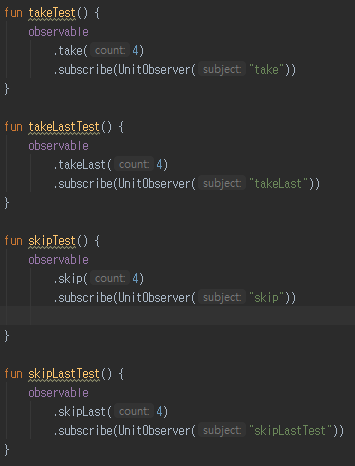 fun takeTest() {
observable
.take( count: 4)
.subscribe(UnitObserver( subject: "take"))
}
fun takeLastTest() {
observable
.takeLast( count: 4)
.subscribe(UnitObserver( subject: "takeLast"))
}
fun skipTest() {
observable
.skip( count: 4)
.subscribe(UnitObserver( subject: "skip"))
}
fun skipLastTest() {
observable
.skipLast( count: 4)
.subscribe(UnitObserver( subject: "skipLastTest"))
}